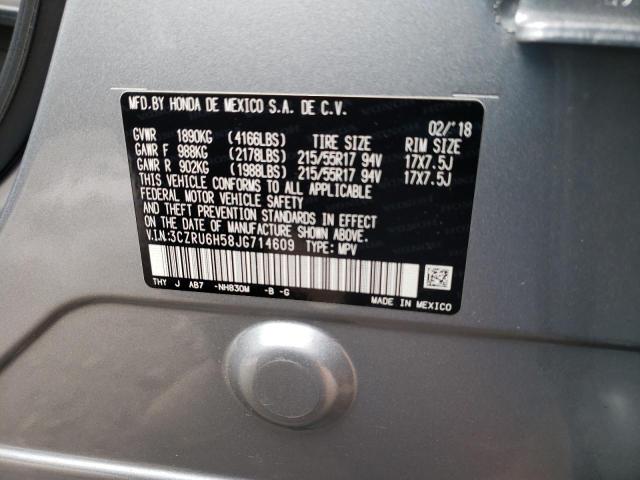 MFD.BY HONDA DE MEXICO S.A. DE C.V.
02/'18
GVWR 1890KG (4166LBS) TIRE SIZE RIM SIZE
GAWR F 988KG (2178LBS) 215/55R17 94V 17X7.5J
GAWR R 902KG (1988LBS) 215/55R17 94V 17X7.5J
THIS VEHICLE CONFORMS TO ALL APPLICABLE
FEDERAL MOTOR VEHICLE SAFETY
AND THEFT PREVENTION STANDARDS IN EFFECT
ON THE DATE OF MANUFACTURE SHOWN ABOVE.
V.I.N:3CZRU6H58JG714609 TYPE: MPV
THY J AB7 -NH830M -B -G
MADE IN MEXICO